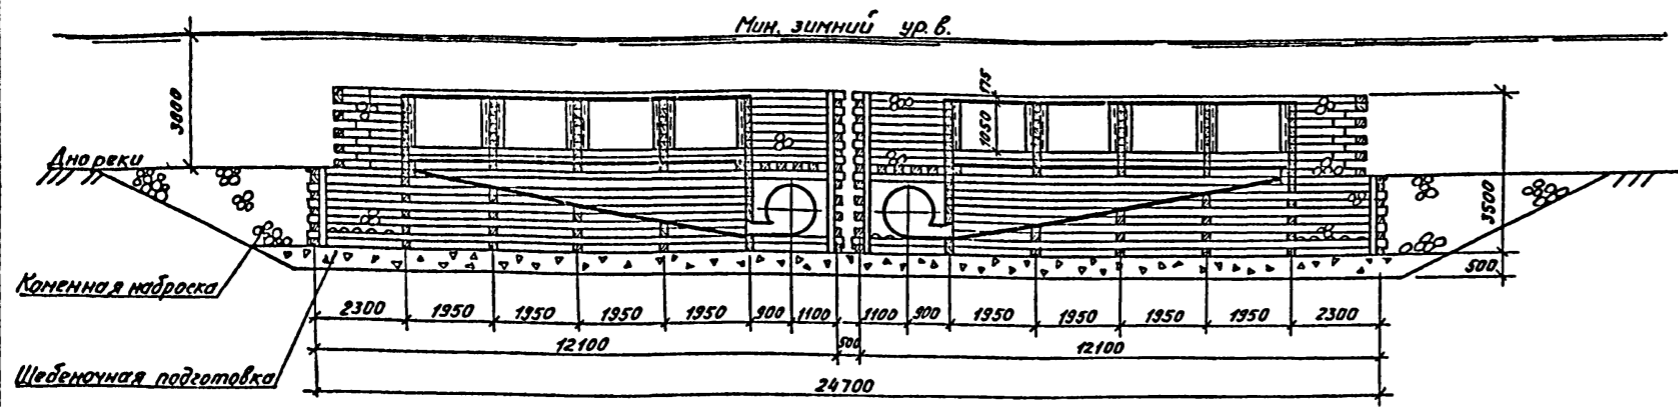 Мин. зимний ур. в.
3000
175
1050
Дно реки
3500
500
Каменная наброска
2300 1950 1950 1950 1950 900 1100 1100 900 1950 1950 1950 1950 2300
12100 500 12100
Щебеночная подготовка
24700